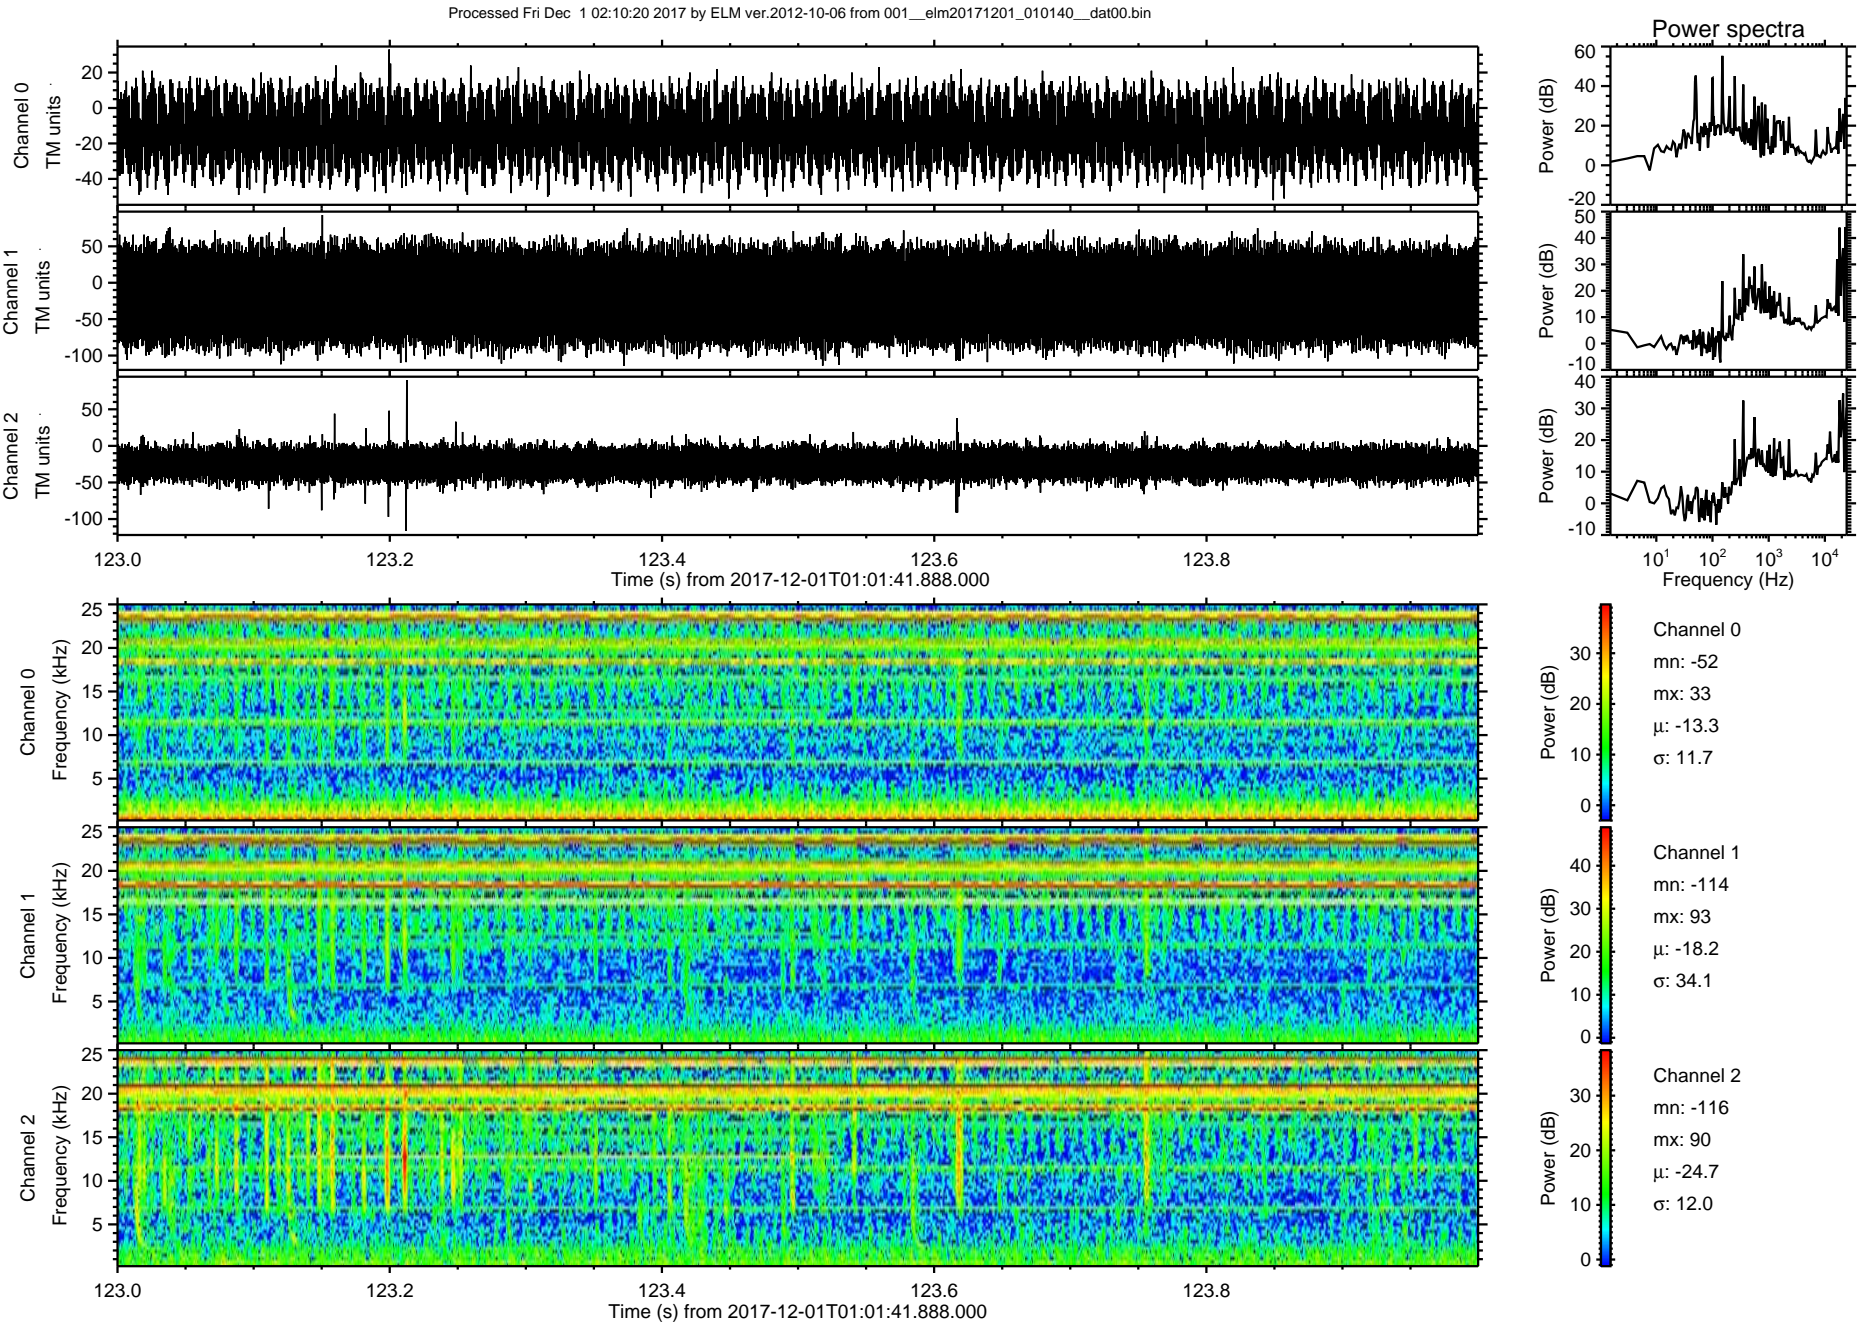 Processed Fri Dec  1 02:10:20 2017 by ELM ver.2012-10-06 from 001__elm20171201_010140__dat00.bin
Power spectra
Channel 0
TM units
20
0
-20
-40
Power (dB)
60
40
20
0
-20
Channel 1
TM units
50
0
-50
-100
Power (dB)
50
40
30
20
10
0
-10
Channel 2
TM units
50
0
-50
-100
Power (dB)
40
30
20
10
0
-10
123.0 123.2 123.4 123.6 123.8
Time (s) from 2017-12-01T01:01:41.888.000
10¹ 10² 10³ 10⁴
Frequency (Hz)
Channel 0
Frequency (kHz)
25
20
15
10
5
Power (dB)
30
20
10
0
Channel 0
mn: -52
mx: 33
μ: -13.3
σ: 11.7
Channel 1
Frequency (kHz)
25
20
15
10
5
Power (dB)
40
30
20
10
0
Channel 1
mn: -114
mx: 93
μ: -18.2
σ: 34.1
Channel 2
Frequency (kHz)
25
20
15
10
5
Power (dB)
30
20
10
0
Channel 2
mn: -116
mx: 90
μ: -24.7
σ: 12.0
123.0 123.2 123.4 123.6 123.8
Time (s) from 2017-12-01T01:01:41.888.000